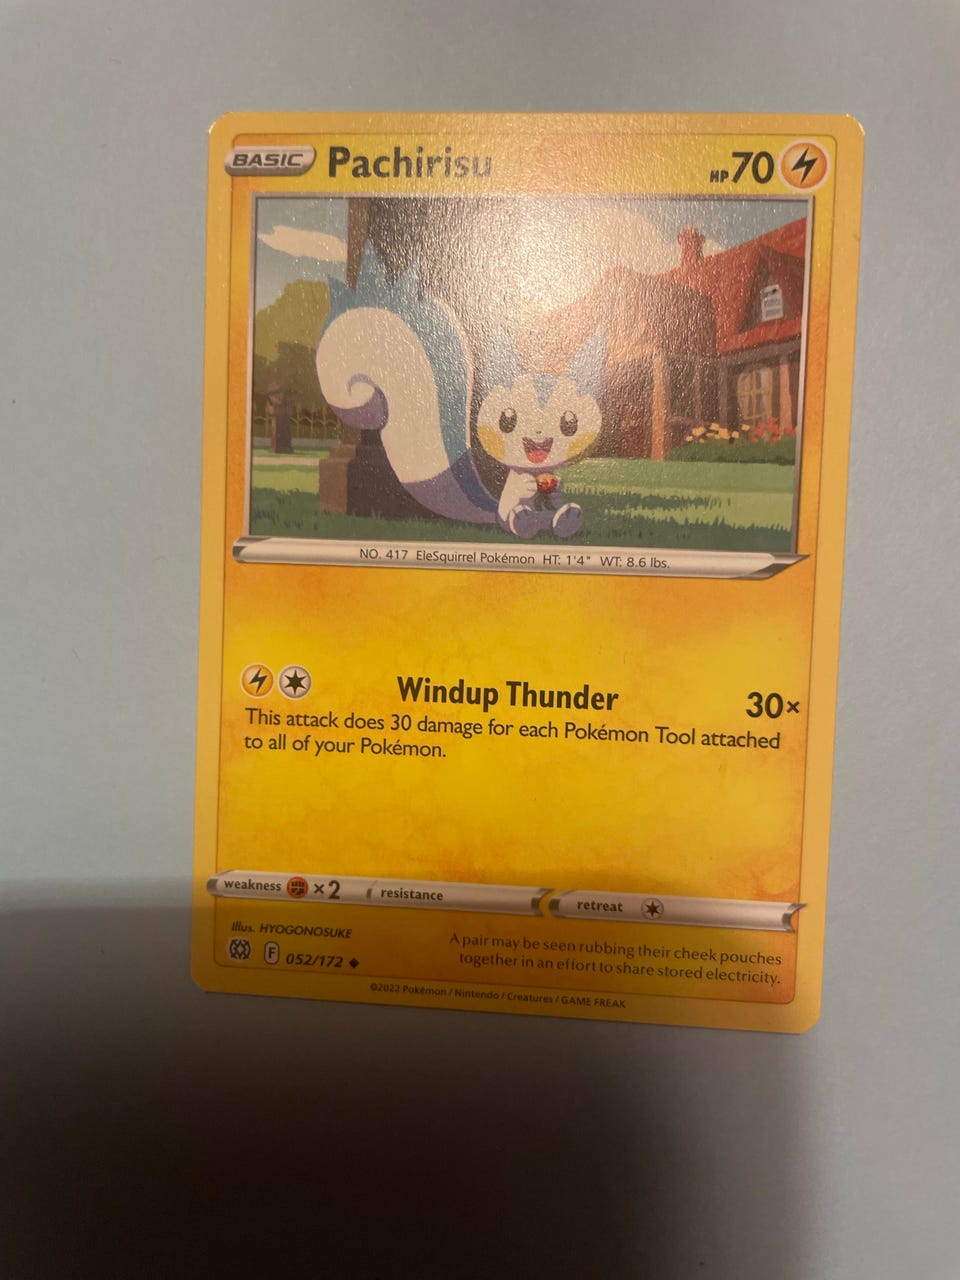 BASIC Pachirisu HP 70
NO. 417 EleSquirrel Pokémon HT: 1'4" WT: 8.6 lbs.
Windup Thunder 30×
This attack does 30 damage for each Pokémon Tool attached
to all of your Pokémon.
weakness ×2 resistance retreat
Illus. HYOGONOSUKE
F 052/172
A pair may be seen rubbing their cheek pouches
together in an effort to share stored electricity.
©2022 Pokémon / Nintendo / Creatures / GAME FREAK